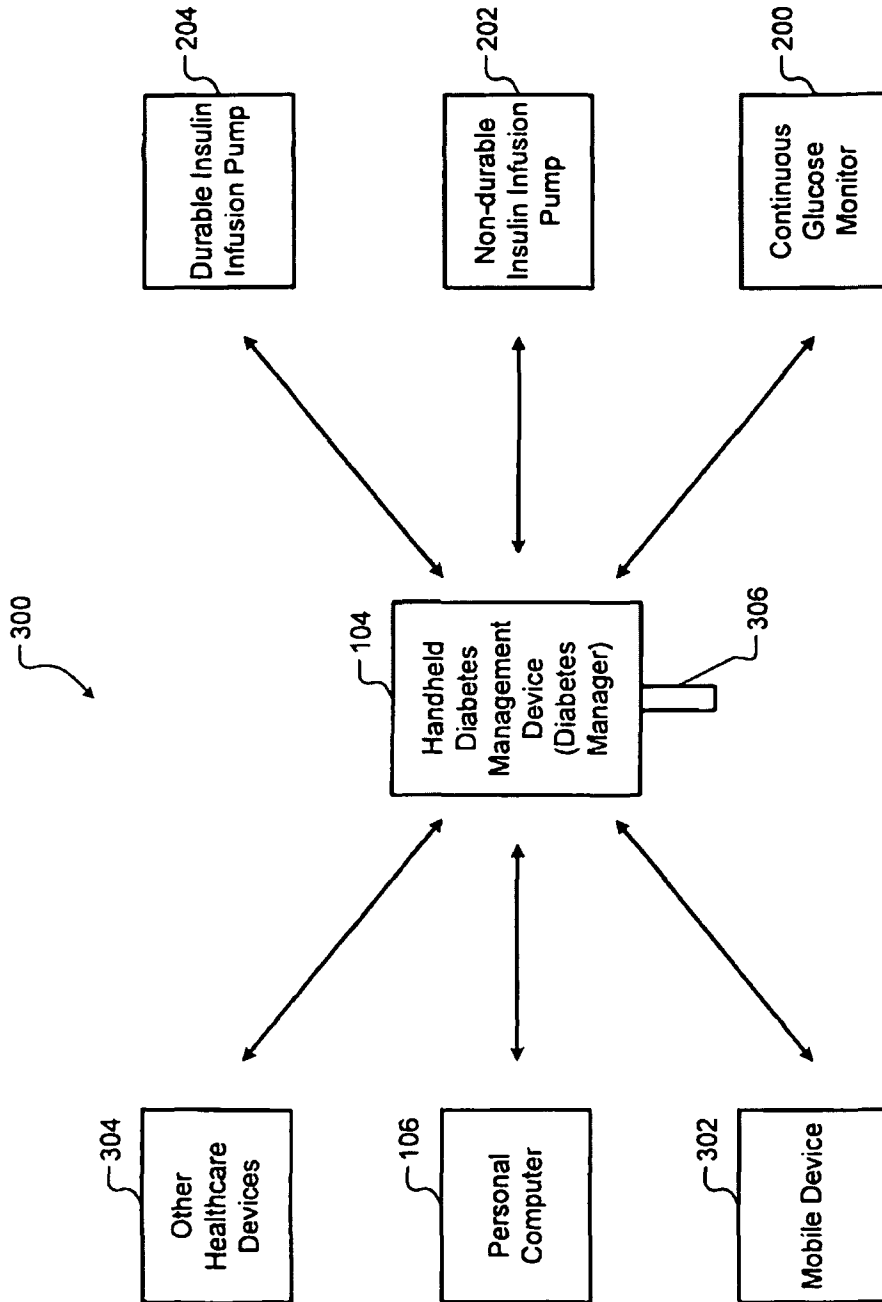 300
304
Other
Healthcare
Devices
106
Personal
Computer
302
Mobile Device
104
Handheld
Diabetes
Management
Device
(Diabetes
Manager)
306
204
Durable Insulin
Infusion Pump
202
Non-durable
Insulin Infusion
Pump
200
Continuous
Glucose
Monitor